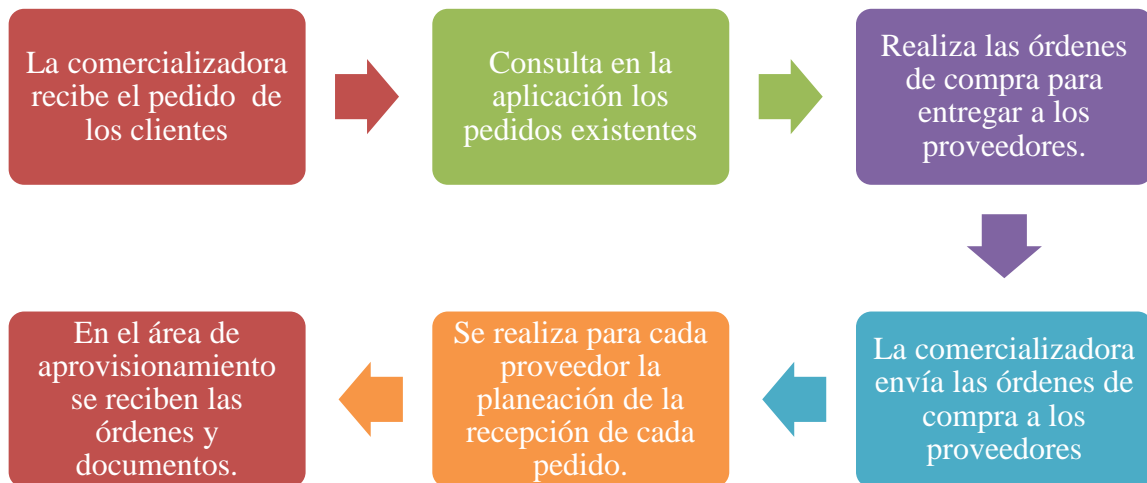 La comercializadora
recibe el pedido de
los clientes
Consulta en la
aplicación los
pedidos existentes
Realiza las órdenes
de compra para
entregar a los
proveedores.
La comercializadora
envía las órdenes de
compra a los
proveedores
Se realiza para cada
proveedor la
planeación de la
recepción de cada
pedido.
En el área de
aprovisionamiento
se reciben las
órdenes y
documentos.